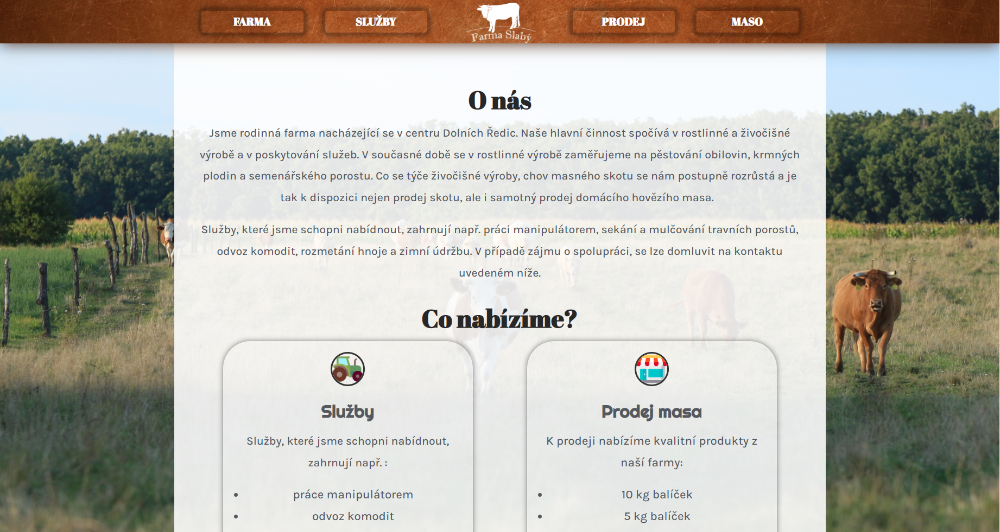 FARMA
SLUŽBY
Farma Slabý
PRODEJ
MASO
O nás
Jsme rodinná farma nacházející se v centru Dolních Ředic. Naše hlavní činnost spočívá v rostlinné a živočišné
výrobě a v poskytování služeb. V současné době se v rostlinné výrobě zaměřujeme na pěstování obilovin, krmných
plodin a semenářského porostu. Co se týče živočišné výroby, chov masného skotu se nám postupně rozrůstá a je
tak k dispozici nejen prodej skotu, ale i samotný prodej domácího hovězího masa.
Služby, které jsme schopni nabídnout, zahrnují např. práci manipulátorem, sekání a mulčování travních porostů,
odvoz komodit, rozmetání hnoje a zimní údržbu. V případě zájmu o spolupráci, se lze domluvit na kontaktu
uvedeném níže.
Co nabízíme?
Služby
Služby, které jsme schopni nabídnout,
zahrnují např. :
• práce manipulátorem
• odvoz komodit
Prodej masa
K prodeji nabízíme kvalitní produkty z
naší farmy:
• 10 kg balíček
• 5 kg balíček